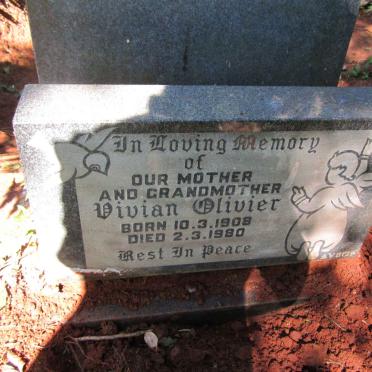 In Loving Memory
of
OUR MOTHER
AND GRANDMOTHER
Vivian Olivier
BORN 10.3.1908
DIED 2.3.1980
Rest In Peace